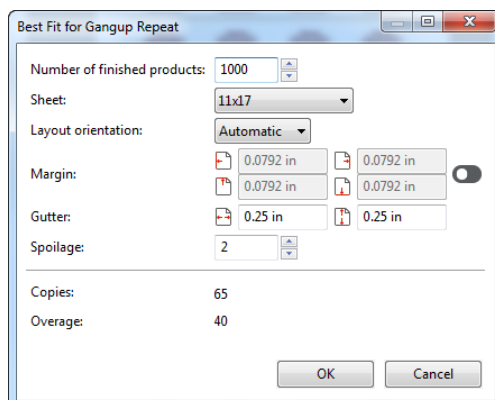 Best Fit for Gangup Repeat
Number of finished products: 1000
Sheet: 11x17
Layout orientation: Automatic
Margin: 0.0792 in 0.0792 in
0.0792 in 0.0792 in
Gutter: 0.25 in 0.25 in
Spoilage: 2
Copies: 65
Overage: 40
OK Cancel